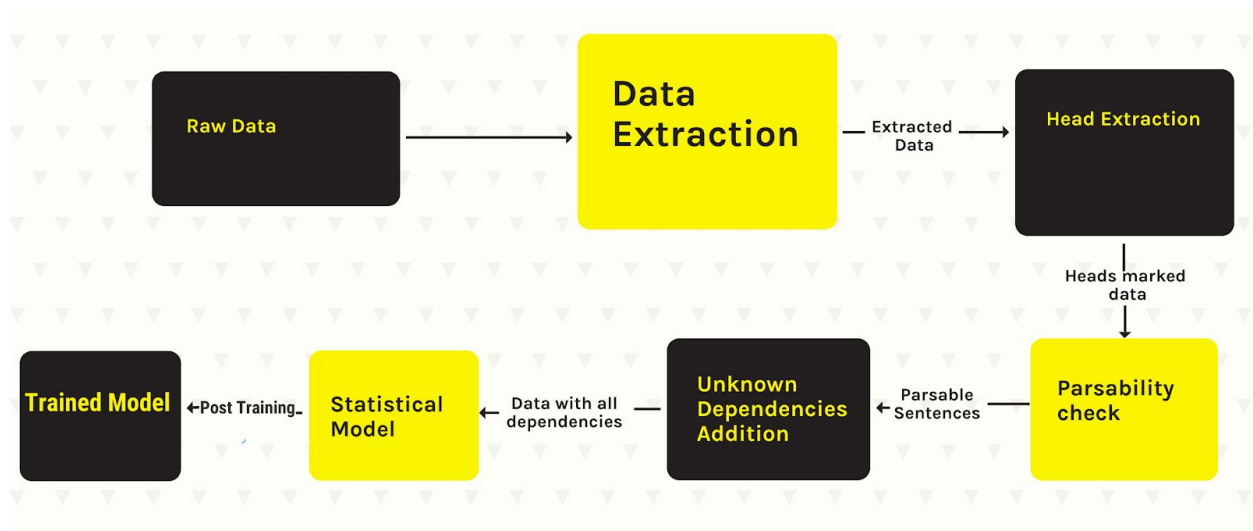 Raw Data
Data
Extraction
Extracted
Data
Head Extraction
Heads marked
data
Parsability
check
Parsable
Sentences
Unknown
Dependencies
Addition
Data with all
dependencies
Statistical
Model
Post Training
Trained Model